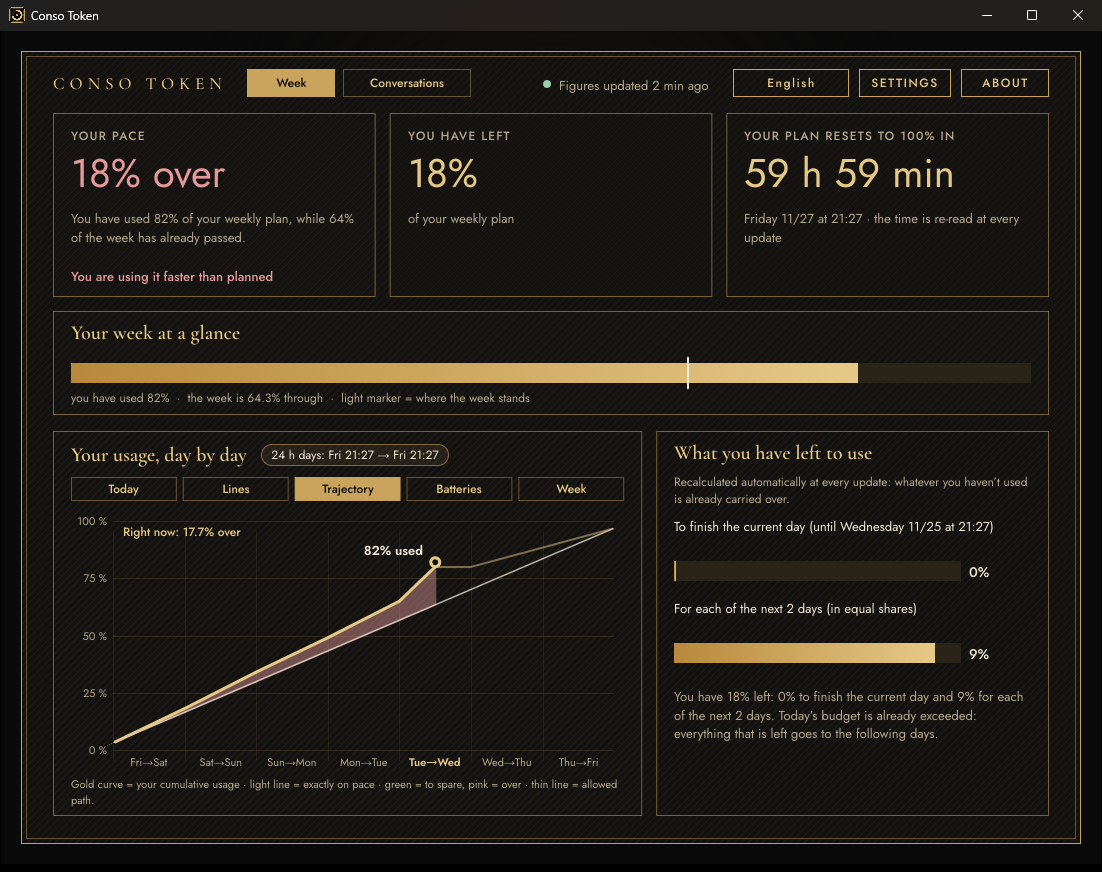 Conso Token
CONSO TOKEN
Week
Conversations
Figures updated 2 min ago
English
SETTINGS
ABOUT
YOUR PACE
18% over
You have used 82% of your weekly plan, while 64%
of the week has already passed.
You are using it faster than planned
YOU HAVE LEFT
18%
of your weekly plan
YOUR PLAN RESETS TO 100% IN
59 h 59 min
Friday 11/27 at 21:27 · the time is re-read at every
update
Your week at a glance
you have used 82% · the week is 64.3% through · light marker = where the week stands
Your usage, day by day
24 h days: Fri 21:27 → Fri 21:27
Today
Lines
Trajectory
Batteries
Week
100 %
Right now: 17.7% over
82% used
75 %
50 %
25 %
0 %
Fri→Sat
Sat→Sun
Sun→Mon
Mon→Tue
Tue→Wed
Wed→Thu
Thu→Fri
Gold curve = your cumulative usage · light line = exactly on pace · green = to spare, pink = over · thin line = allowed
path.
What you have left to use
Recalculated automatically at every update: whatever you haven't used
is already carried over.
To finish the current day (until Wednesday 11/25 at 21:27)
0%
For each of the next 2 days (in equal shares)
9%
You have 18% left: 0% to finish the current day and 9% for each
of the next 2 days. Today's budget is already exceeded:
everything that is left goes to the following days.